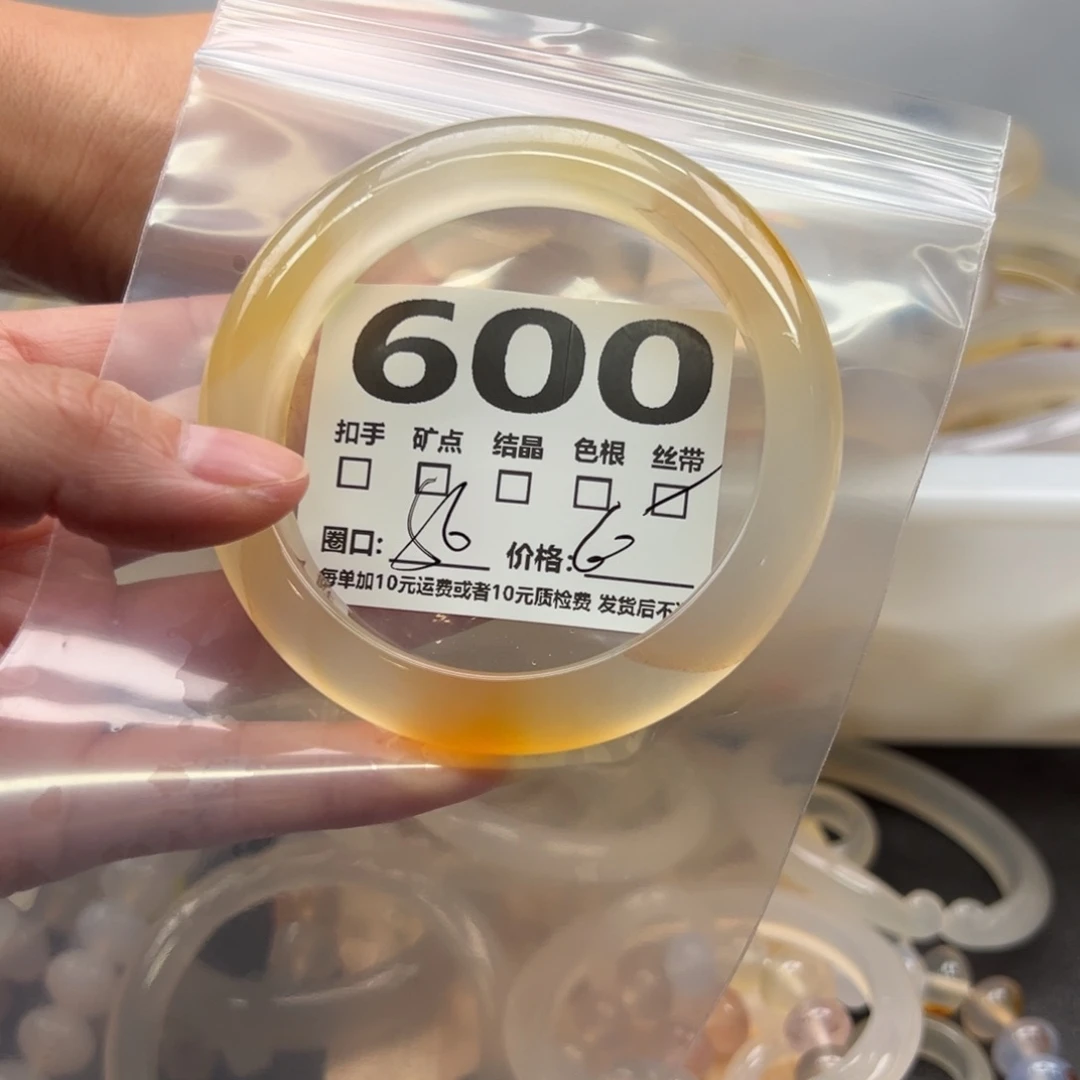 600
扣手 矿点 结晶 色根 丝带
圈口: 56 价格:
每单加10元运费或者10元质检费 发货后不